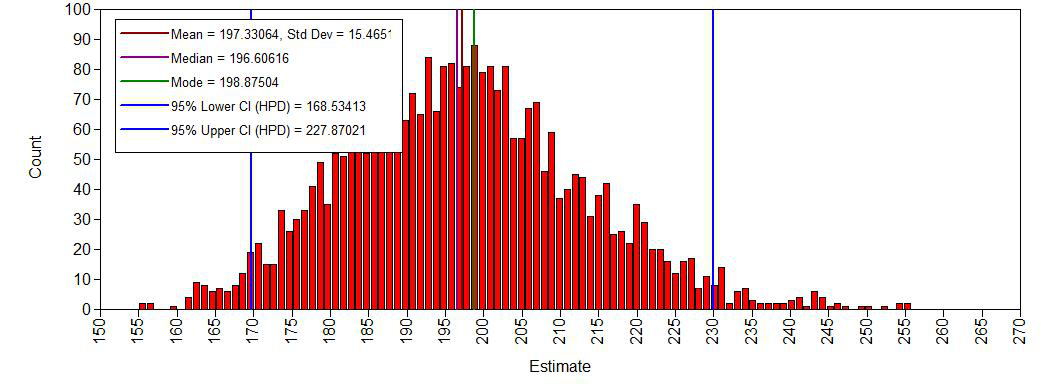 100
90
80
70
60
50
40
30
20
10
0
Count
Mean = 197.33064, Std Dev = 15.4651
Median = 196.60616
Mode = 198.87504
95% Lower CI (HPD) = 168.53413
95% Upper CI (HPD) = 227.87021
150 155 160 165 170 175 180 185 190 195 200 205 210 215 220 225 230 235 240 245 250 255 260 265 270
Estimate